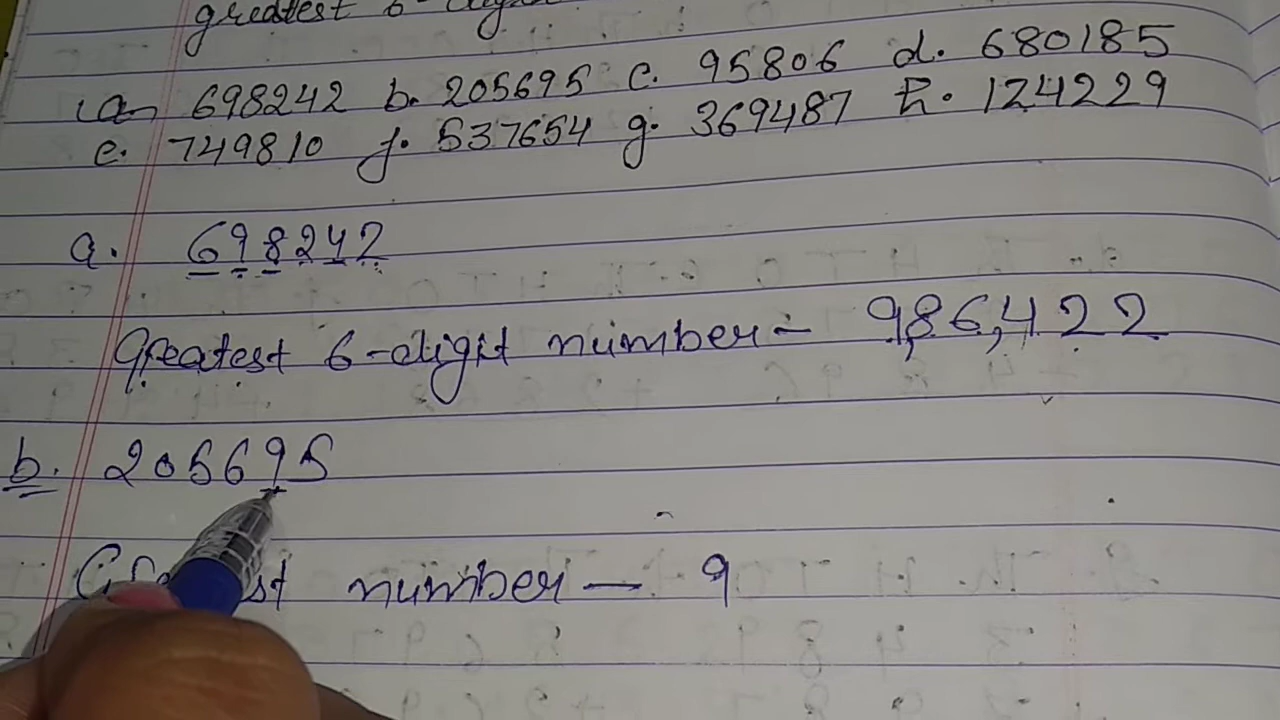 greatest 6-
a. 698242 b. 205695 c. 95806 d. 680185
e. 749810 f. 537654 g. 369487 h. 124229
a. 698242
Greatest 6-digit number - 986,422
b. 205695
number - 9